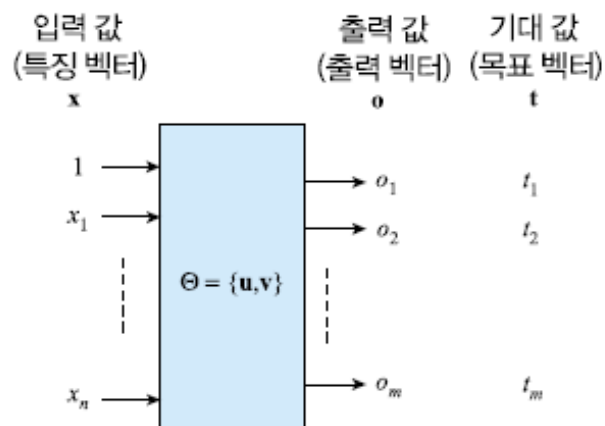 입력 값 출력 값 기대 값
(특징 벡터) (출력 벡터) (목표 벡터)
x o t
1 o₁ t₁
x₁ o₂ t₂
Θ = {u,v}
xₙ oₘ tₘ